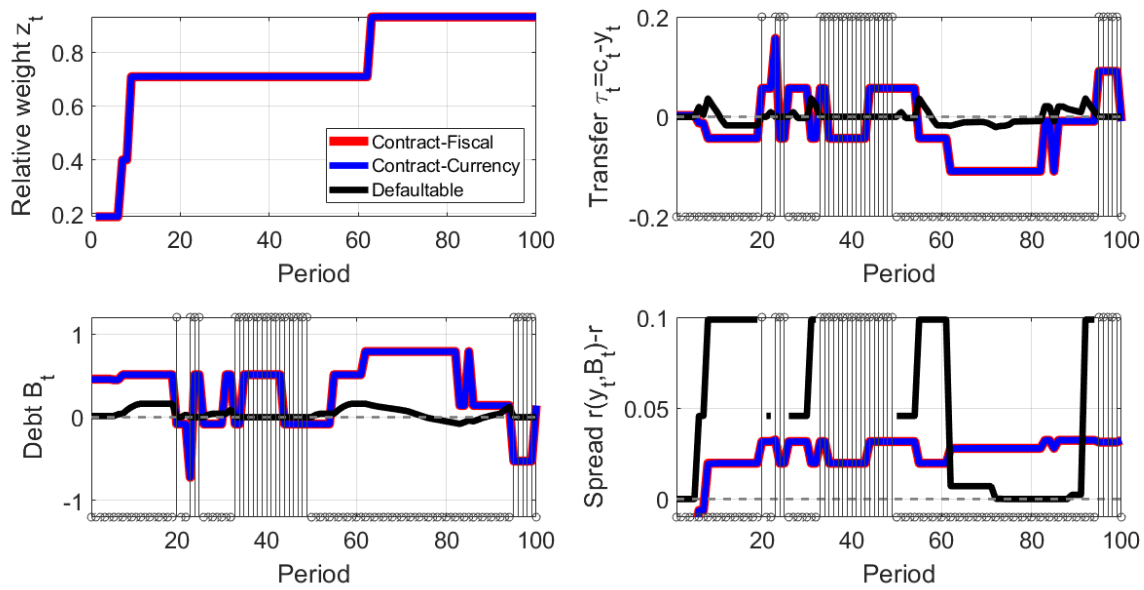 Relative weight z_t
0.8
0.6
0.4
0.2
0 20 40 60 80 100
Period
Contract-Fiscal
Contract-Currency
Defaultable
Transfer τ_t=c_t-y_t
0.2
0
-0.2
20 40 60 80 100
Period
Debt B_t
1
0
-1
20 40 60 80 100
Period
Spread r(y_t,B_t)-r
0.1
0.05
0
20 40 60 80 100
Period